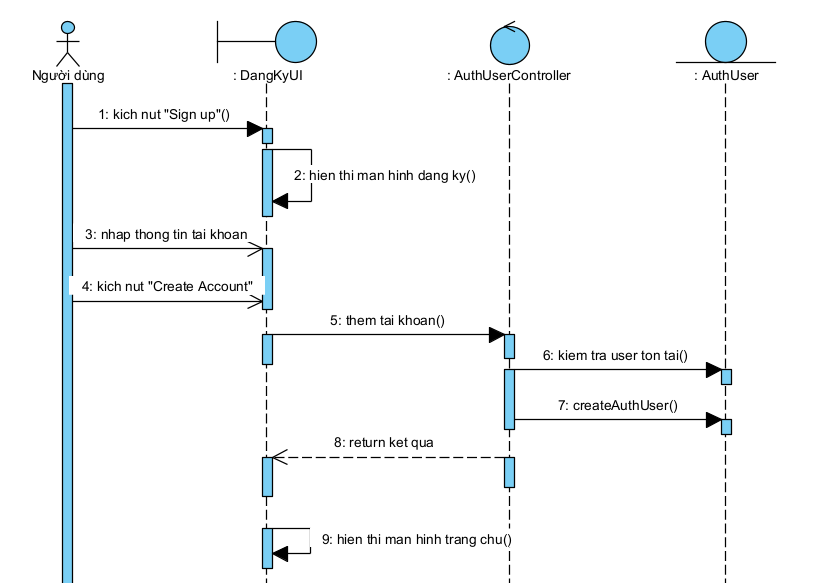 Người dùng
: DangKyUI
: AuthUserController
: AuthUser
1: kich nut "Sign up"()
2: hien thi man hinh dang ky()
3: nhap thong tin tai khoan
4: kich nut "Create Account"
5: them tai khoan()
6: kiem tra user ton tai()
7: createAuthUser()
8: return ket qua
9: hien thi man hinh trang chu()